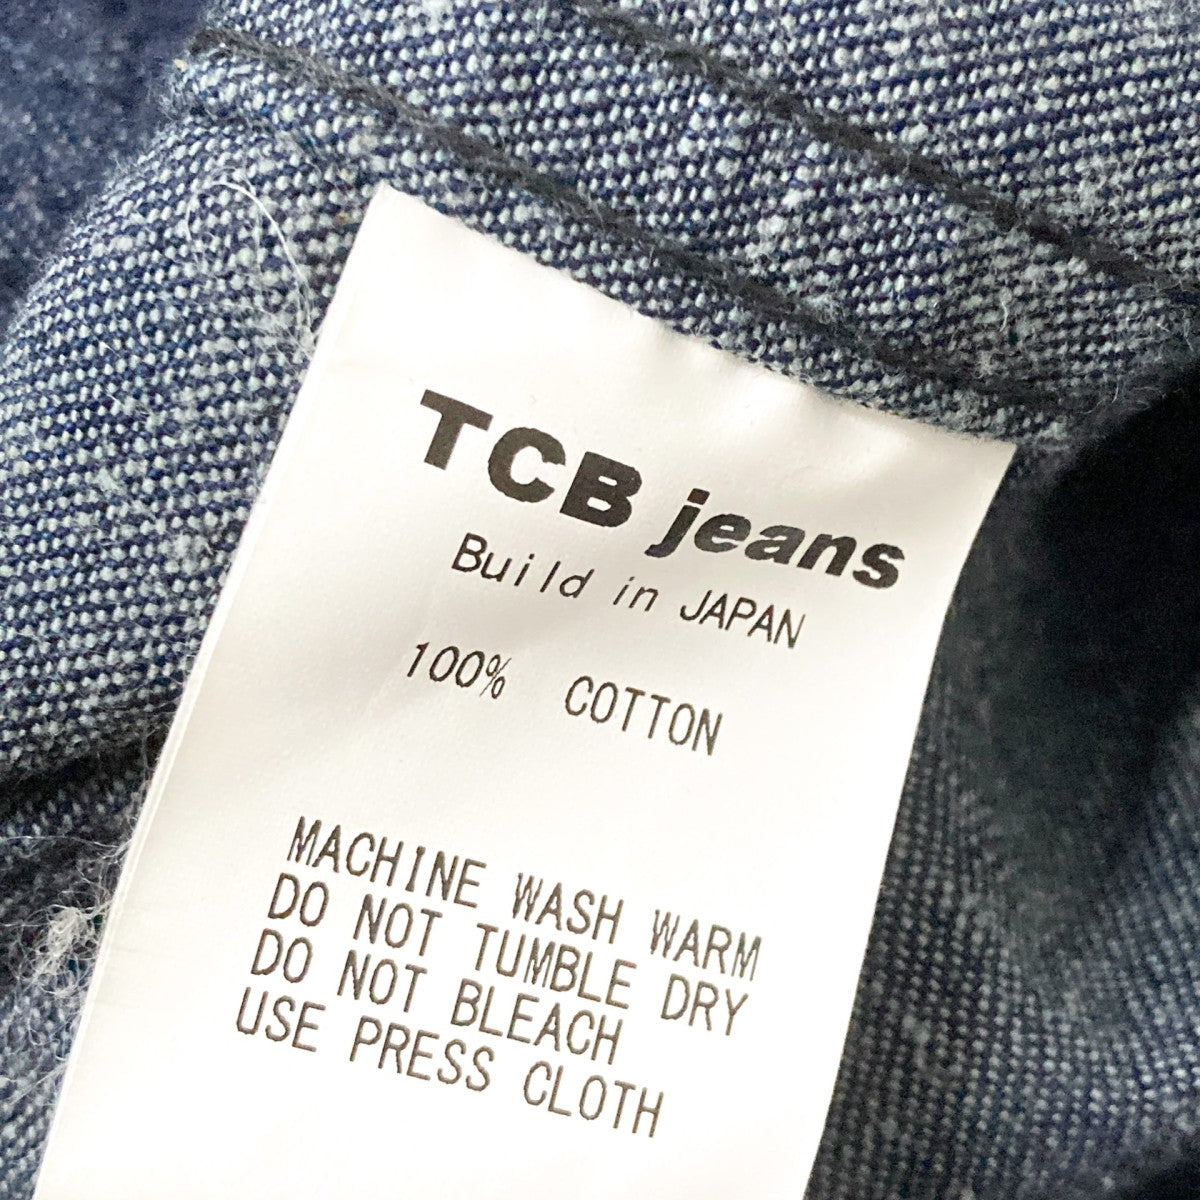 TCB jeans
Build in JAPAN
100% COTTON
MACHINE WASH WARM
DO NOT TUMBLE DRY
DO NOT BLEACH
USE PRESS CLOTH